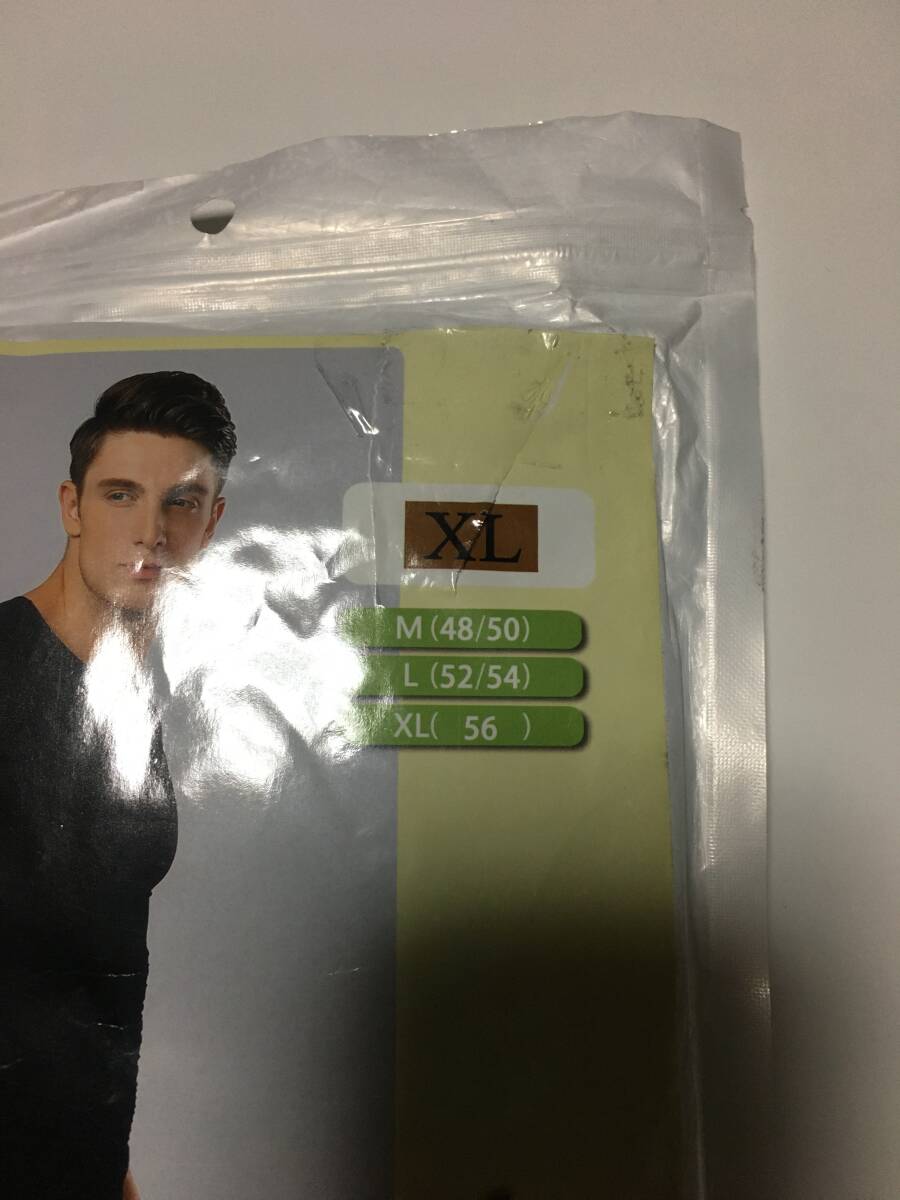 XL
M (48/50)
L (52/54)
XL( 56 )